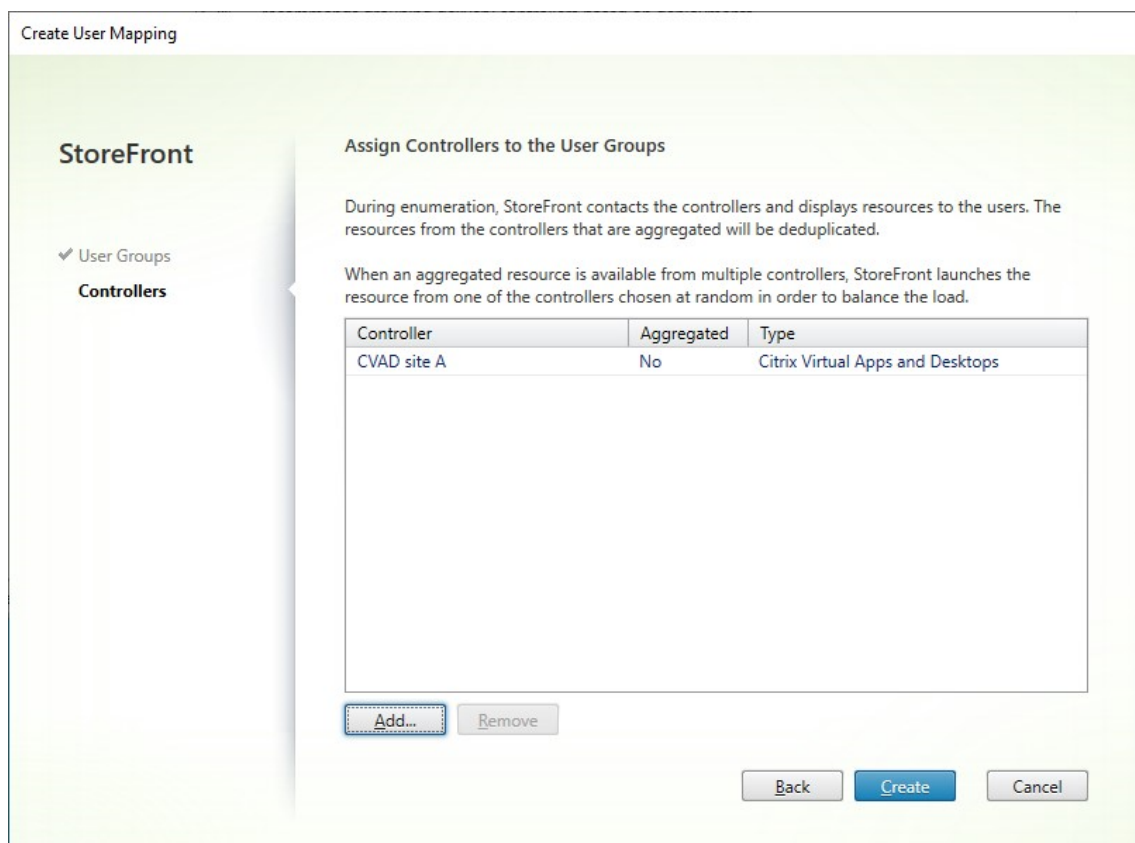 Create User Mapping
StoreFront
✔ User Groups
Controllers
Assign Controllers to the User Groups
During enumeration, StoreFront contacts the controllers and displays resources to the users. The
resources from the controllers that are aggregated will be deduplicated.
When an aggregated resource is available from multiple controllers, StoreFront launches the
resource from one of the controllers chosen at random in order to balance the load.
Controller Aggregated Type
CVAD site A No Citrix Virtual Apps and Desktops
Add... Remove
Back Create Cancel